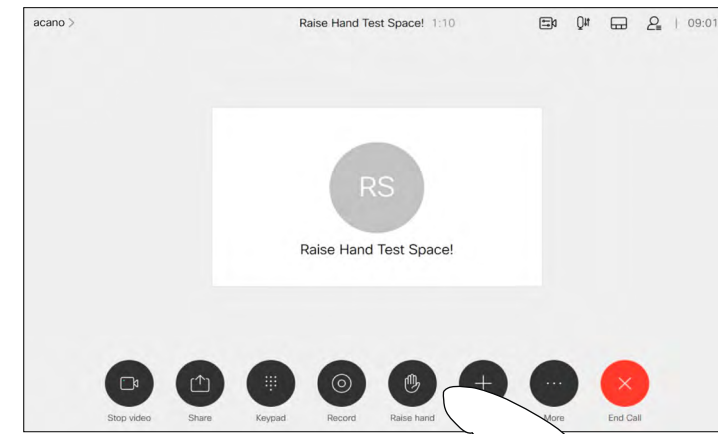 acano >
Raise Hand Test Space! 1:10
09:01
RS
Raise Hand Test Space!
Stop video
Share
Keypad
Record
Raise hand
More
End Call